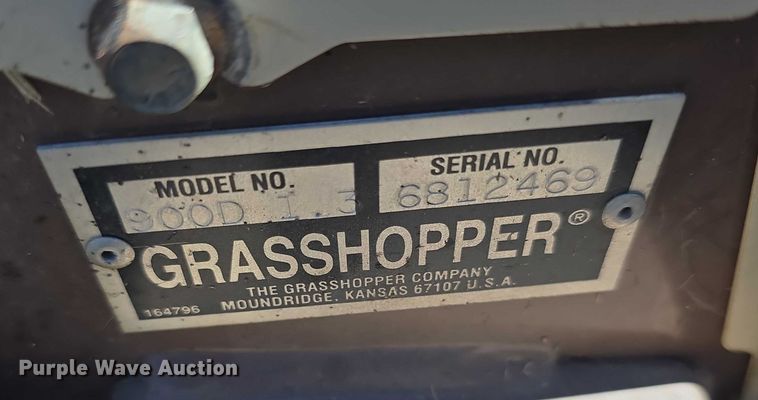 MODEL NO.
900D 1.3
SERIAL NO.
6812469
GRASSHOPPER®
THE GRASSHOPPER COMPANY
MOUNDRIDGE, KANSAS 67107 U.S.A.
164796
Purple Wave Auction